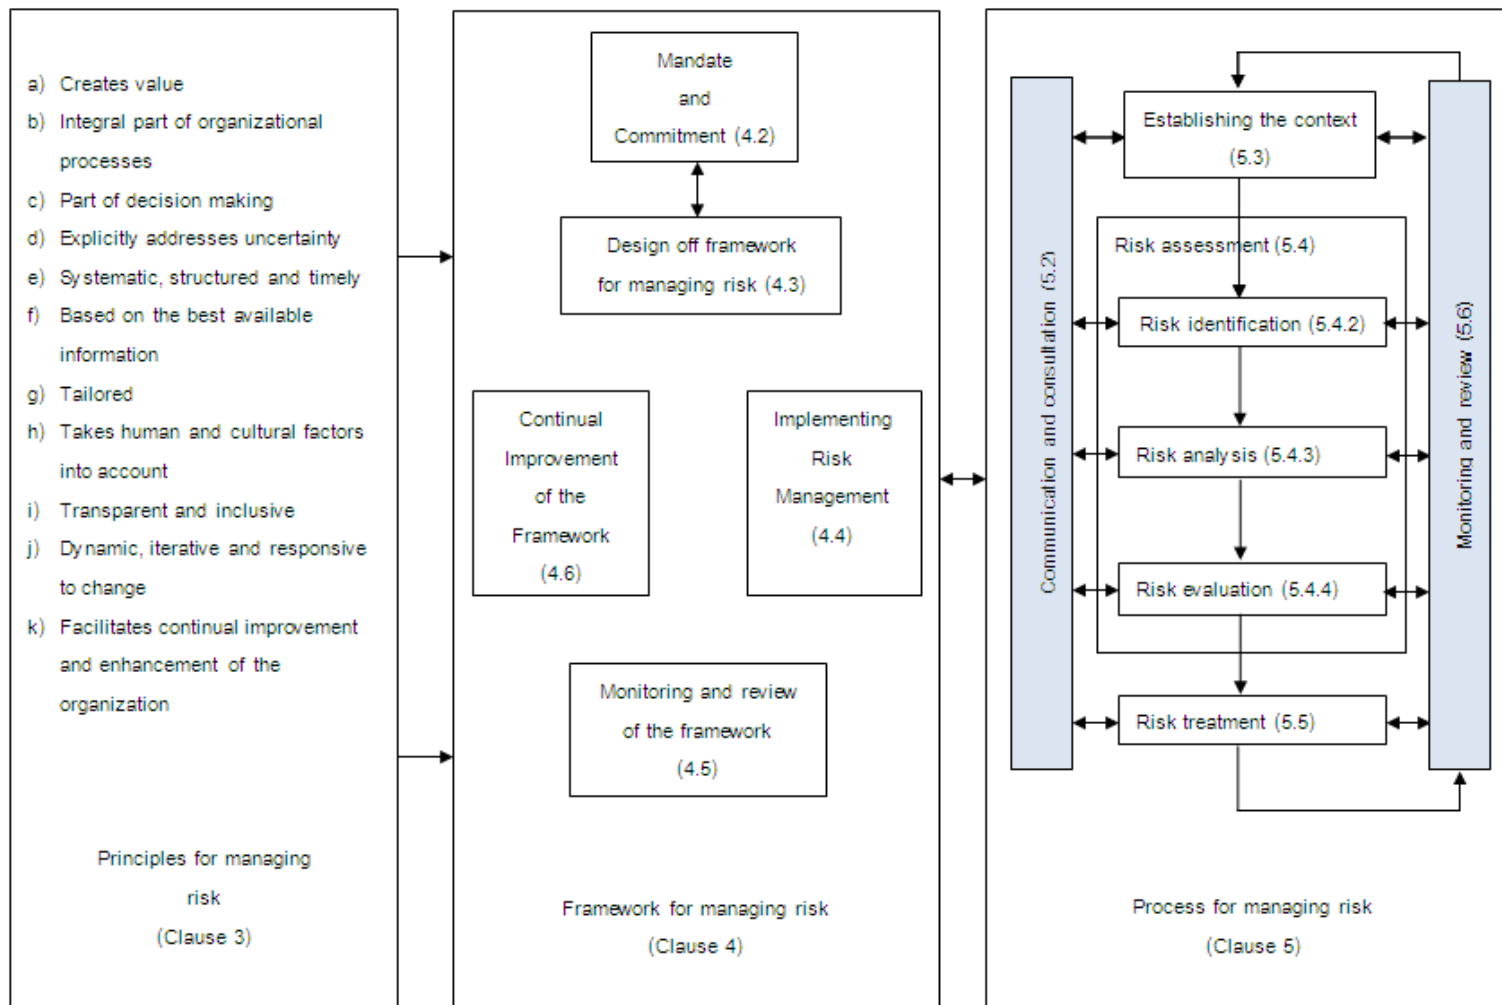 a) Creates value
b) Integral part of organizational
processes
c) Part of decision making
d) Explicitly addresses uncertainty
e) Systematic, structured and timely
f) Based on the best available
information
g) Tailored
h) Takes human and cultural factors
into account
i) Transparent and inclusive
j) Dynamic, iterative and responsive
to change
k) Facilitates continual improvement
and enhancement of the
organization
Principles for managing
risk
(Clause 3)
Mandate
and
Commitment (4.2)
Design off framework
for managing risk (4.3)
Continual
Improvement
of the
Framework
(4.6)
Implementing
Risk
Management
(4.4)
Monitoring and review
of the framework
(4.5)
Framework for managing risk
(Clause 4)
Communication and consultation (5.2)
Establishing the context
(5.3)
Risk assessment (5.4)
Risk identification (5.4.2)
Risk analysis (5.4.3)
Risk evaluation (5.4.4)
Risk treatment (5.5)
Monitoring and review (5.6)
Process for managing risk
(Clause 5)